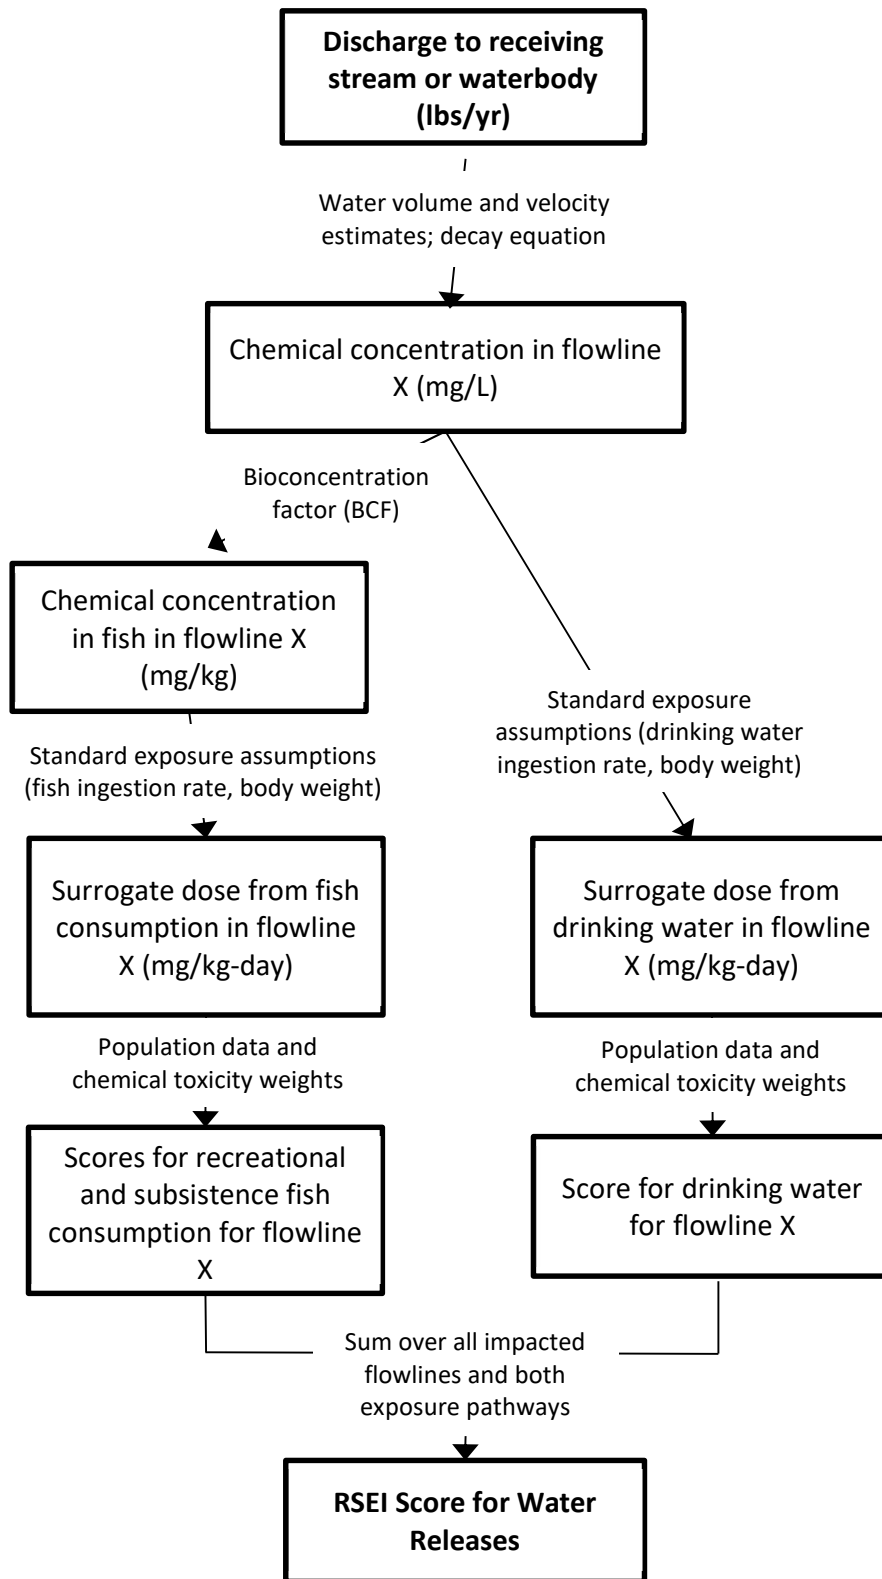 Discharge to receiving
stream or waterbody
(lbs/yr)
Water volume and velocity
estimates; decay equation
Chemical concentration in flowline
X (mg/L)
Bioconcentration
factor (BCF)
Chemical concentration
in fish in flowline X
(mg/kg)
Standard exposure
assumptions (drinking water
ingestion rate, body weight)
Standard exposure assumptions
(fish ingestion rate, body weight)
Surrogate dose from fish
consumption in flowline
X (mg/kg-day)
Surrogate dose from
drinking water in flowline
X (mg/kg-day)
Population data and
chemical toxicity weights
Population data and
chemical toxicity weights
Scores for recreational
and subsistence fish
consumption for flowline
X
Score for drinking water
for flowline X
Sum over all impacted
flowlines and both
exposure pathways
RSEI Score for Water
Releases